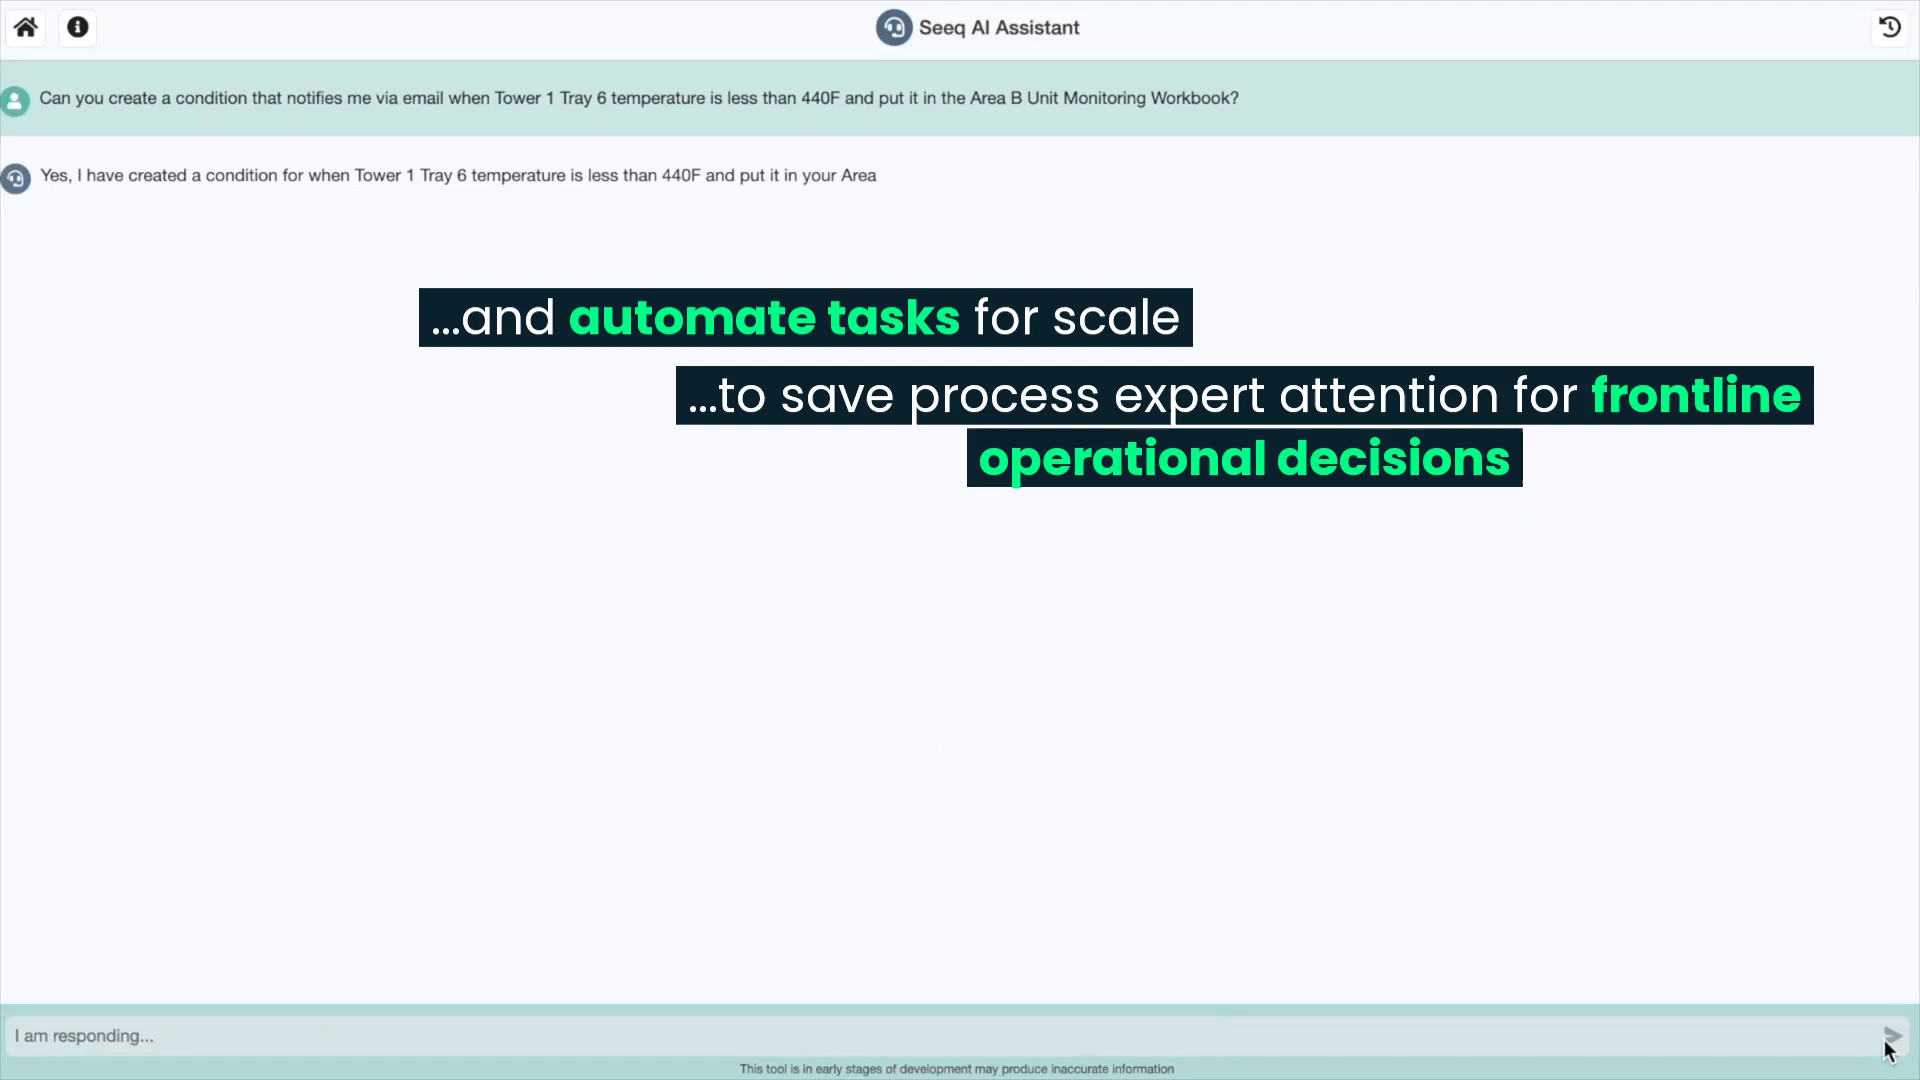 Seeq AI Assistant
Can you create a condition that notifies me via email when Tower 1 Tray 6 temperature is less than 440F and put it in the Area B Unit Monitoring Workbook?
Yes, I have created a condition for when Tower 1 Tray 6 temperature is less than 440F and put it in your Area
...and automate tasks for scale
...to save process expert attention for frontline
operational decisions
I am responding...
This tool is in early stages of development may produce inaccurate information